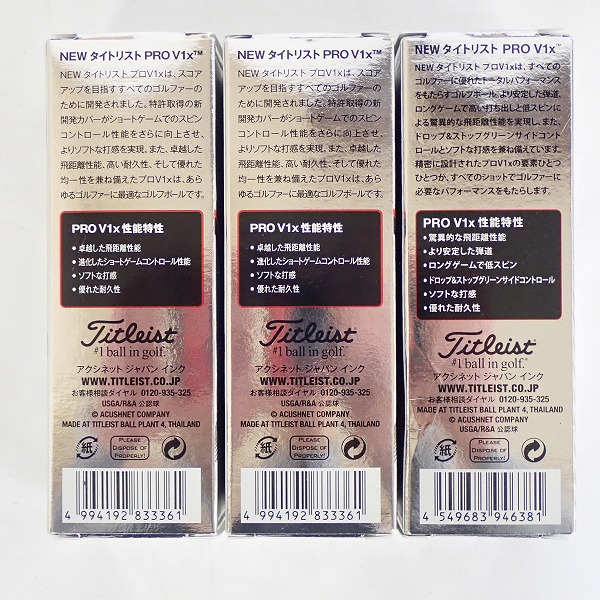 NEW タイトリスト PRO V1x™
NEW タイトリスト プロV1xは、スコア
アップを目指すすべてのゴルファーの
ために開発されました。特許取得の新
開発カバーがショートゲームでのスピン
コントロール性能をさらに向上させ、
よりソフトな打感を実現、また、卓越した
飛距離性能、高い耐久性、そして優れた
均一性を兼ね備えたプロV1xは、あら
ゆるゴルファーに最適なゴルフボールです。
PRO V1x 性能特性
• 卓越した飛距離性能
• 進化したショートゲームコントロール性能
• ソフトな打感
• 優れた耐久性
Titleist
#1 ball in golf.™
アクシネット ジャパン インク
WWW.TITLEIST.CO.JP
お客様相談ダイヤル 0120-935-325
USGA/R&A 公認球
© ACUSHNET COMPANY
MADE AT TITLEIST BALL PLANT 4, THAILAND
紙
PLEASE
DISPOSE OF
PROPERLY!
4 994192 833361
NEW タイトリスト PRO V1x™
NEW タイトリスト プロV1xは、スコア
アップを目指すすべてのゴルファーの
ために開発されました。特許取得の新
開発カバーがショートゲームでのスピン
コントロール性能をさらに向上させ、
よりソフトな打感を実現、また、卓越した
飛距離性能、高い耐久性、そして優れた
均一性を兼ね備えたプロV1xは、あら
ゆるゴルファーに最適なゴルフボールです。
PRO V1x 性能特性
• 卓越した飛距離性能
• 進化したショートゲームコントロール性能
• ソフトな打感
• 優れた耐久性
Titleist
#1 ball in golf.™
アクシネット ジャパン インク
WWW.TITLEIST.CO.JP
お客様相談ダイヤル 0120-935-325
USGA/R&A 公認球
© ACUSHNET COMPANY
MADE AT TITLEIST BALL PLANT 4, THAILAND
紙
PLEASE
DISPOSE OF
PROPERLY!
4 994192 833361
NEW タイトリスト PRO V1x™
NEW タイトリスト プロV1xは、すべての
ゴルファーに優れたトータルパフォーマンス
をもたらすゴルフボール。より安定した弾道、
ロングゲームで高い打ち出しと低スピンに
よる驚異的な飛距離性能を実現し、また、
ドロップ&ストップグリーンサイドコントロール
とソフトな打感を兼ね備えています。
精密に設計されたプロV1xの要素ひと
つひとつが、すべてのショットでゴルファーに
必要なパフォーマンスをもたらします。
PRO V1x 性能特性
• 驚異的な飛距離性能
• より安定した弾道
• ロングゲームで低スピン
• ドロップ&ストップグリーンサイドコントロール
• ソフトな打感
• 優れた耐久性
Titleist
#1 ball in golf.™
アクシネット ジャパン インク
WWW.TITLEIST.CO.JP
お客様相談ダイヤル 0120-935-325
© ACUSHNET COMPANY
USGA/R&A 公認球
MADE AT TITLEIST BALL PLANT 4, THAILAND
紙
PLEASE
DISPOSE OF
PROPERLY!
4 549683 946381